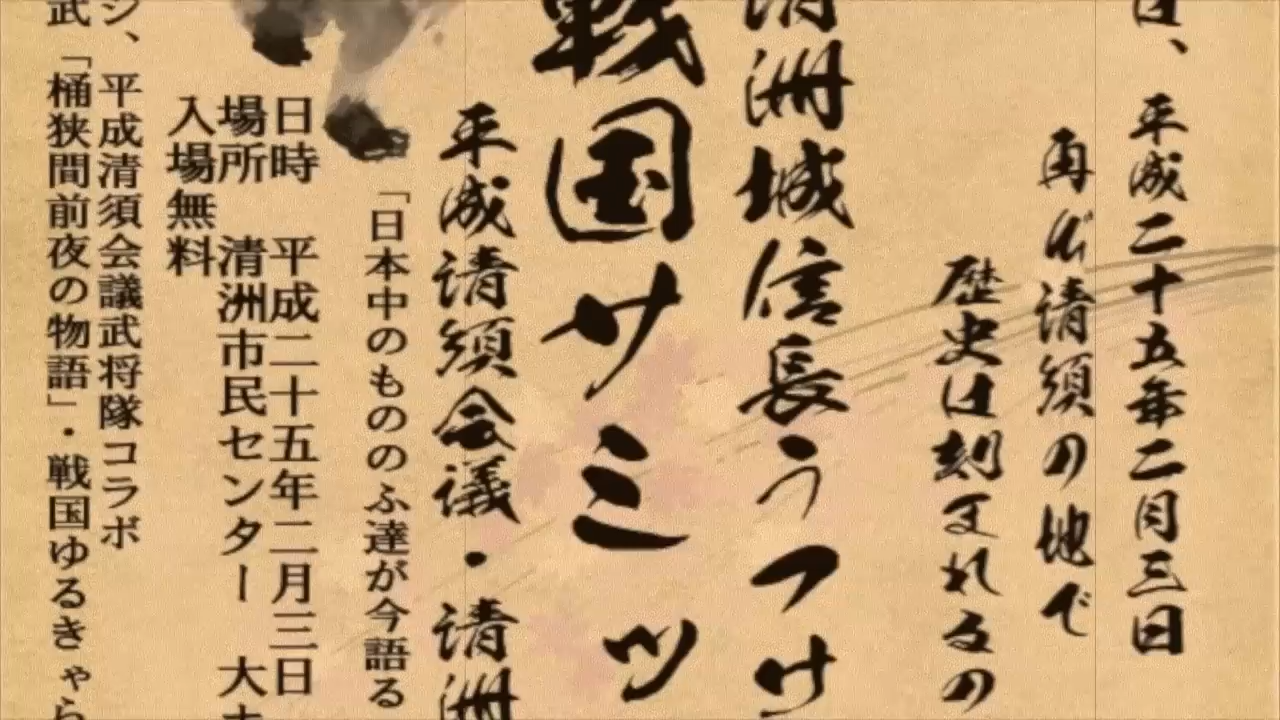 日、平成二十五年二月三日
再び清須の地で
歴史は刻まれるの
清洲城信長うつけ
戦国サミッ
平成清須会議・清洲
「日本中のもののふ達が今語る
日時 平成二十五年二月三日
場所 清洲市民センター 大
入場無料
ジ、平成清須会議武将隊コラボ
武「桶狭間前夜の物語」・戦国ゆるきゃら